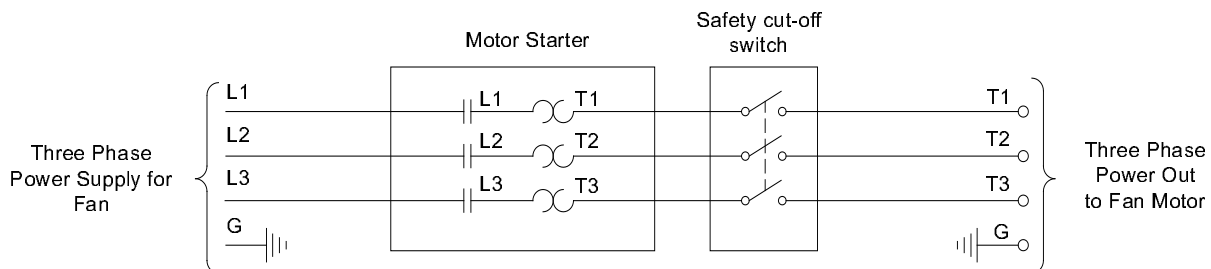 Safety cut-off
switch
Motor Starter
L1
L1
T1
T1
L2
L2
T2
T2
L3
L3
T3
T3
G
G
Three Phase
Power Supply for
Fan
Three Phase
Power Out
to Fan Motor